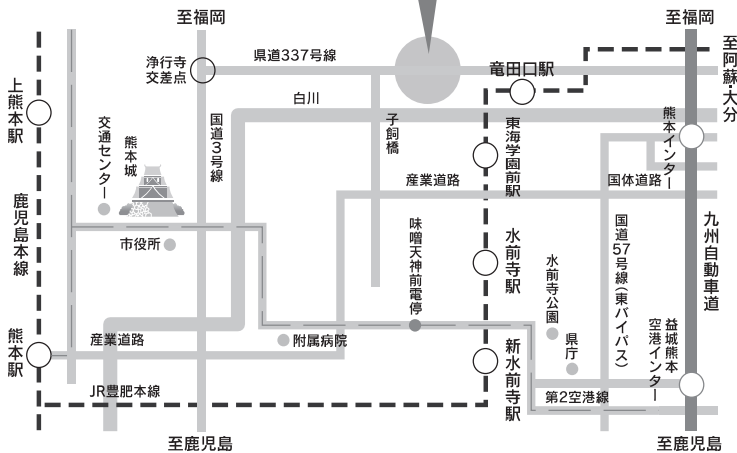 至福岡
至福岡
至阿蘇・大分
浄行寺
交差点
県道337号線
竜田口駅
上熊本駅
白川
子飼橋
国道3号線
交通センター
熊本城
東海学園前駅
熊本インター
産業道路
国体道路
鹿児島本線
市役所
味噌天神前電停
水前寺駅
水前寺公園
国道57号線(東バイパス)
九州自動車道
熊本駅
産業道路
附属病院
県庁
益城熊本
空港インター
新水前寺駅
JR豊肥本線
第2空港線
至鹿児島
至鹿児島